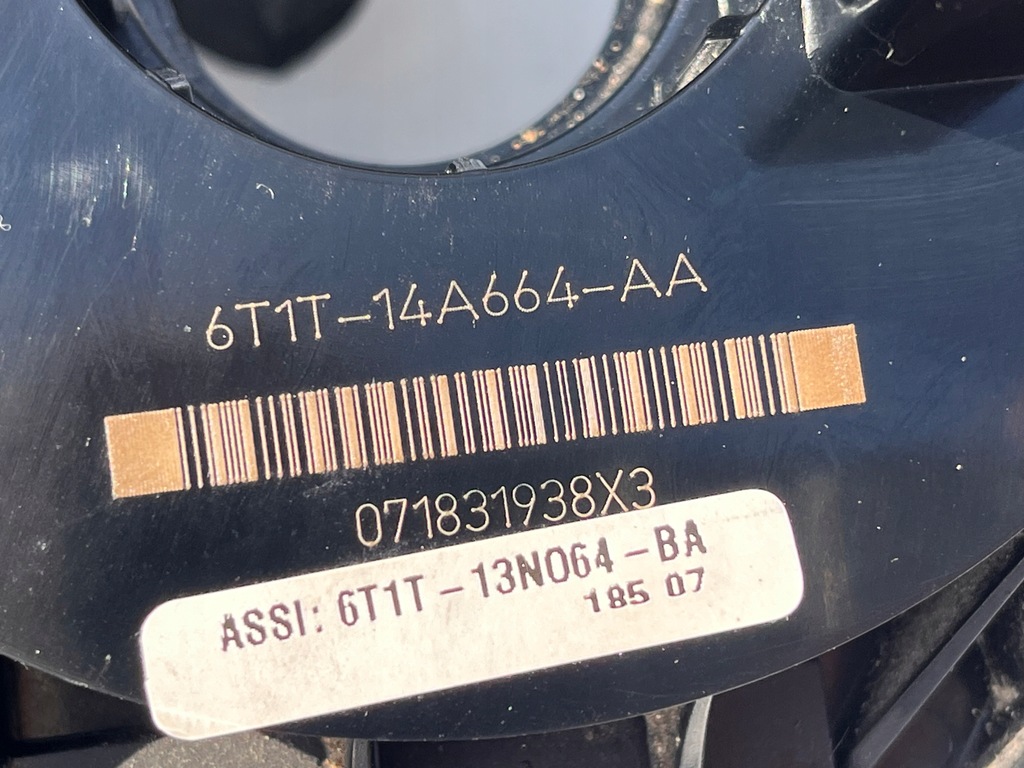 6T1T-14A664-AA
071831938X3
ASSI: 6T1T-13N064-BA
185 07